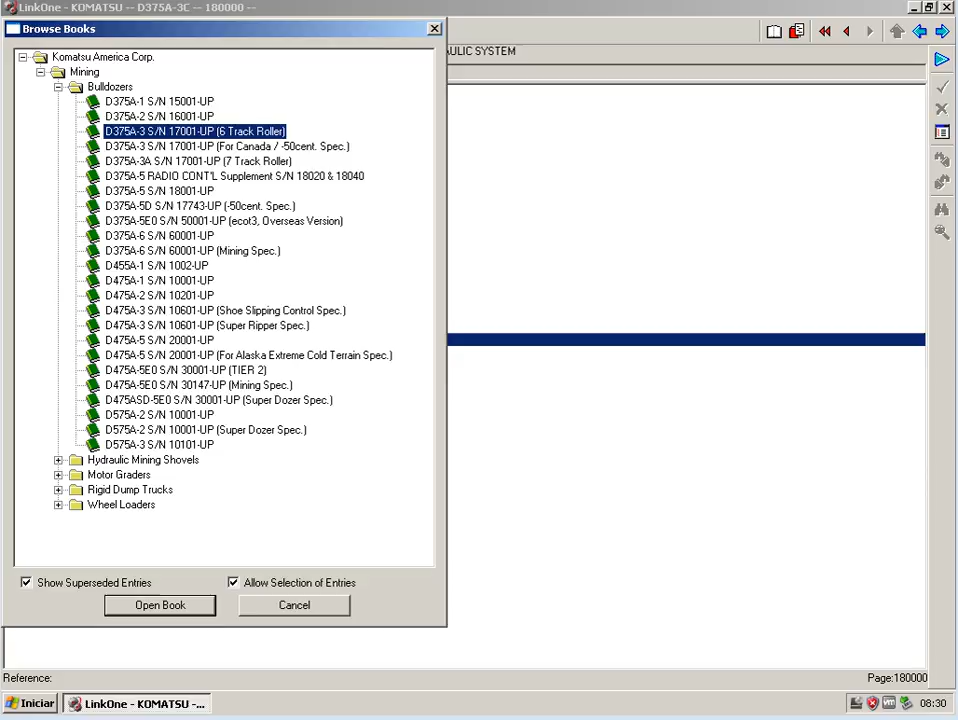 LinkOne - KOMATSU -- D375A-3C -- 180000 --
Browse Books
AULIC SYSTEM
Komatsu America Corp.
Mining
Bulldozers
D375A-1 S/N 15001-UP
D375A-2 S/N 16001-UP
D375A-3 S/N 17001-UP (6 Track Roller)
D375A-3 S/N 17001-UP (For Canada / -50cent. Spec.)
D375A-3A S/N 17001-UP (7 Track Roller)
D375A-5 RADIO CONT'L Supplement S/N 18020 & 18040
D375A-5 S/N 18001-UP
D375A-5D S/N 17743-UP (-50cent. Spec.)
D375A-5E0 S/N 50001-UP (ecot3, Overseas Version)
D375A-6 S/N 60001-UP
D375A-6 S/N 60001-UP (Mining Spec.)
D455A-1 S/N 1002-UP
D475A-1 S/N 10001-UP
D475A-2 S/N 10201-UP
D475A-3 S/N 10601-UP (Shoe Slipping Control Spec.)
D475A-3 S/N 10601-UP (Super Ripper Spec.)
D475A-5 S/N 20001-UP
D475A-5 S/N 20001-UP (For Alaska Extreme Cold Terrain Spec.)
D475A-5E0 S/N 30001-UP (TIER 2)
D475A-5E0 S/N 30147-UP (Mining Spec.)
D475ASD-5E0 S/N 30001-UP (Super Dozer Spec.)
D575A-2 S/N 10001-UP
D575A-2 S/N 10001-UP (Super Dozer Spec.)
D575A-3 S/N 10101-UP
Hydraulic Mining Shovels
Motor Graders
Rigid Dump Trucks
Wheel Loaders
Show Superseded Entries
Allow Selection of Entries
Open Book
Cancel
Reference:
Page:180000
Iniciar
LinkOne - KOMATSU -...
08:30